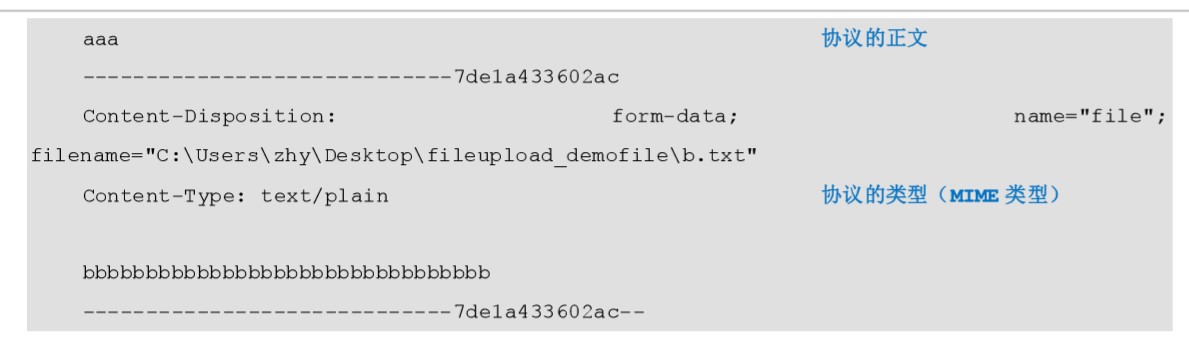 aaa 协议的正文
-----------------------------7de1a433602ac
Content-Disposition: form-data; name="file";
filename="C:\Users\zhy\Desktop\fileupload_demofile\b.txt"
Content-Type: text/plain 协议的类型（MIME 类型）
bbbbbbbbbbbbbbbbbbbbbbbbbbbbbbbbb
-----------------------------7de1a433602ac--